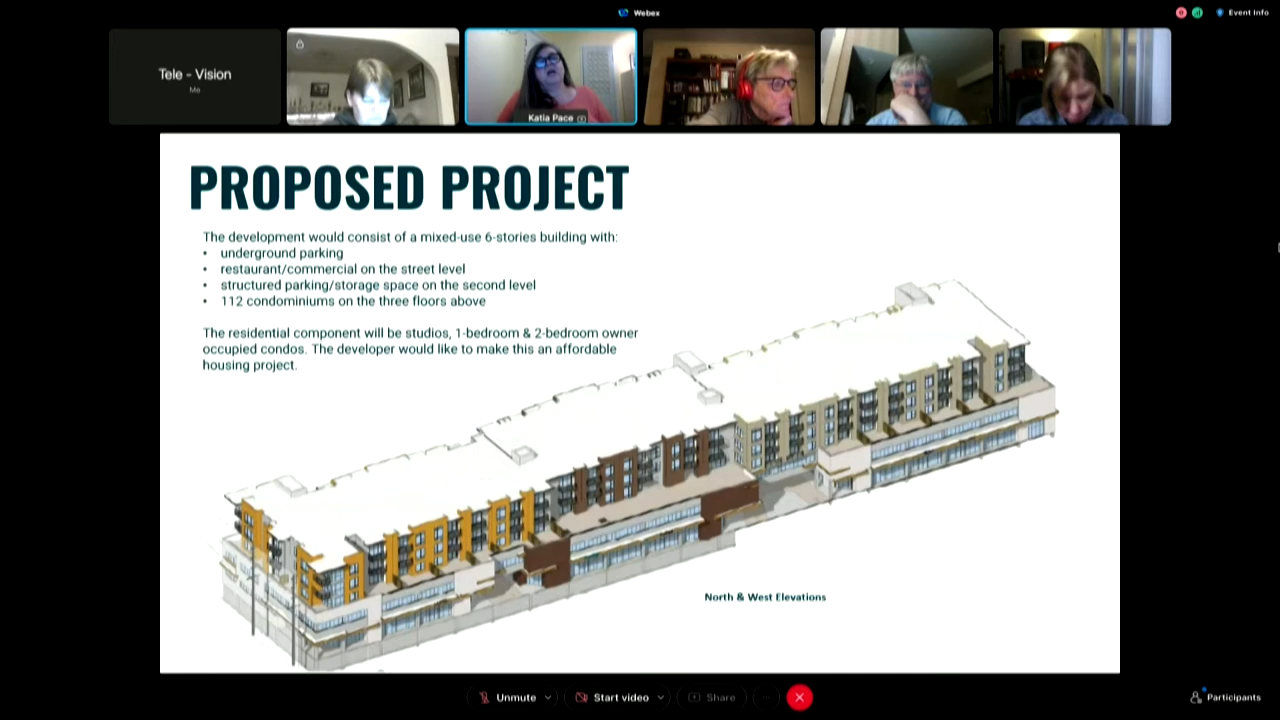 Webex
Event Info
Tele - Vision
Me
Katia Pace
PROPOSED PROJECT
The development would consist of a mixed-use 6-stories building with:
• underground parking
• restaurant/commercial on the street level
• structured parking/storage space on the second level
• 112 condominiums on the three floors above
The residential component will be studios, 1-bedroom & 2-bedroom owner
occupied condos. The developer would like to make this an affordable
housing project.
North & West Elevations
Unmute
Start video
Share
Participants